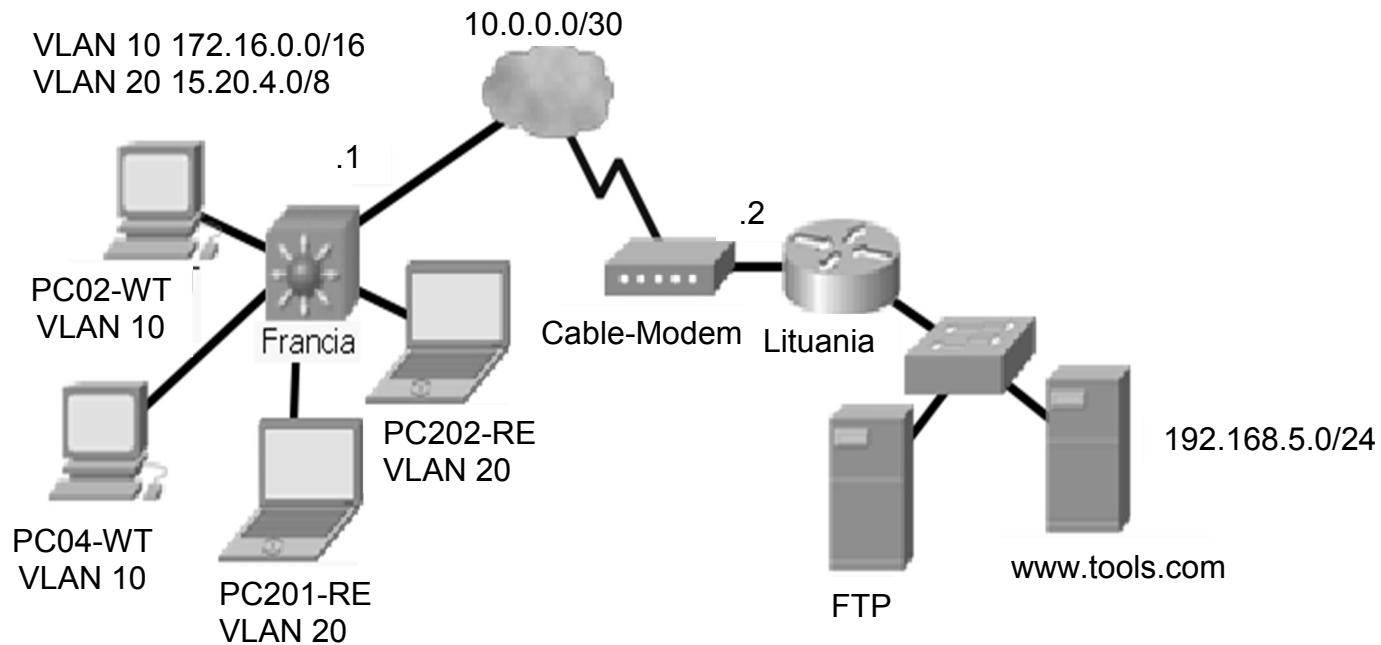 10.0.0.0/30
VLAN 10 172.16.0.0/16
VLAN 20 15.20.4.0/8
.1
.2
PC02-WT
VLAN 10
Francia
Cable-Modem
Lituania
PC202-RE
VLAN 20
192.168.5.0/24
PC04-WT
VLAN 10
PC201-RE
VLAN 20
www.tools.com
FTP